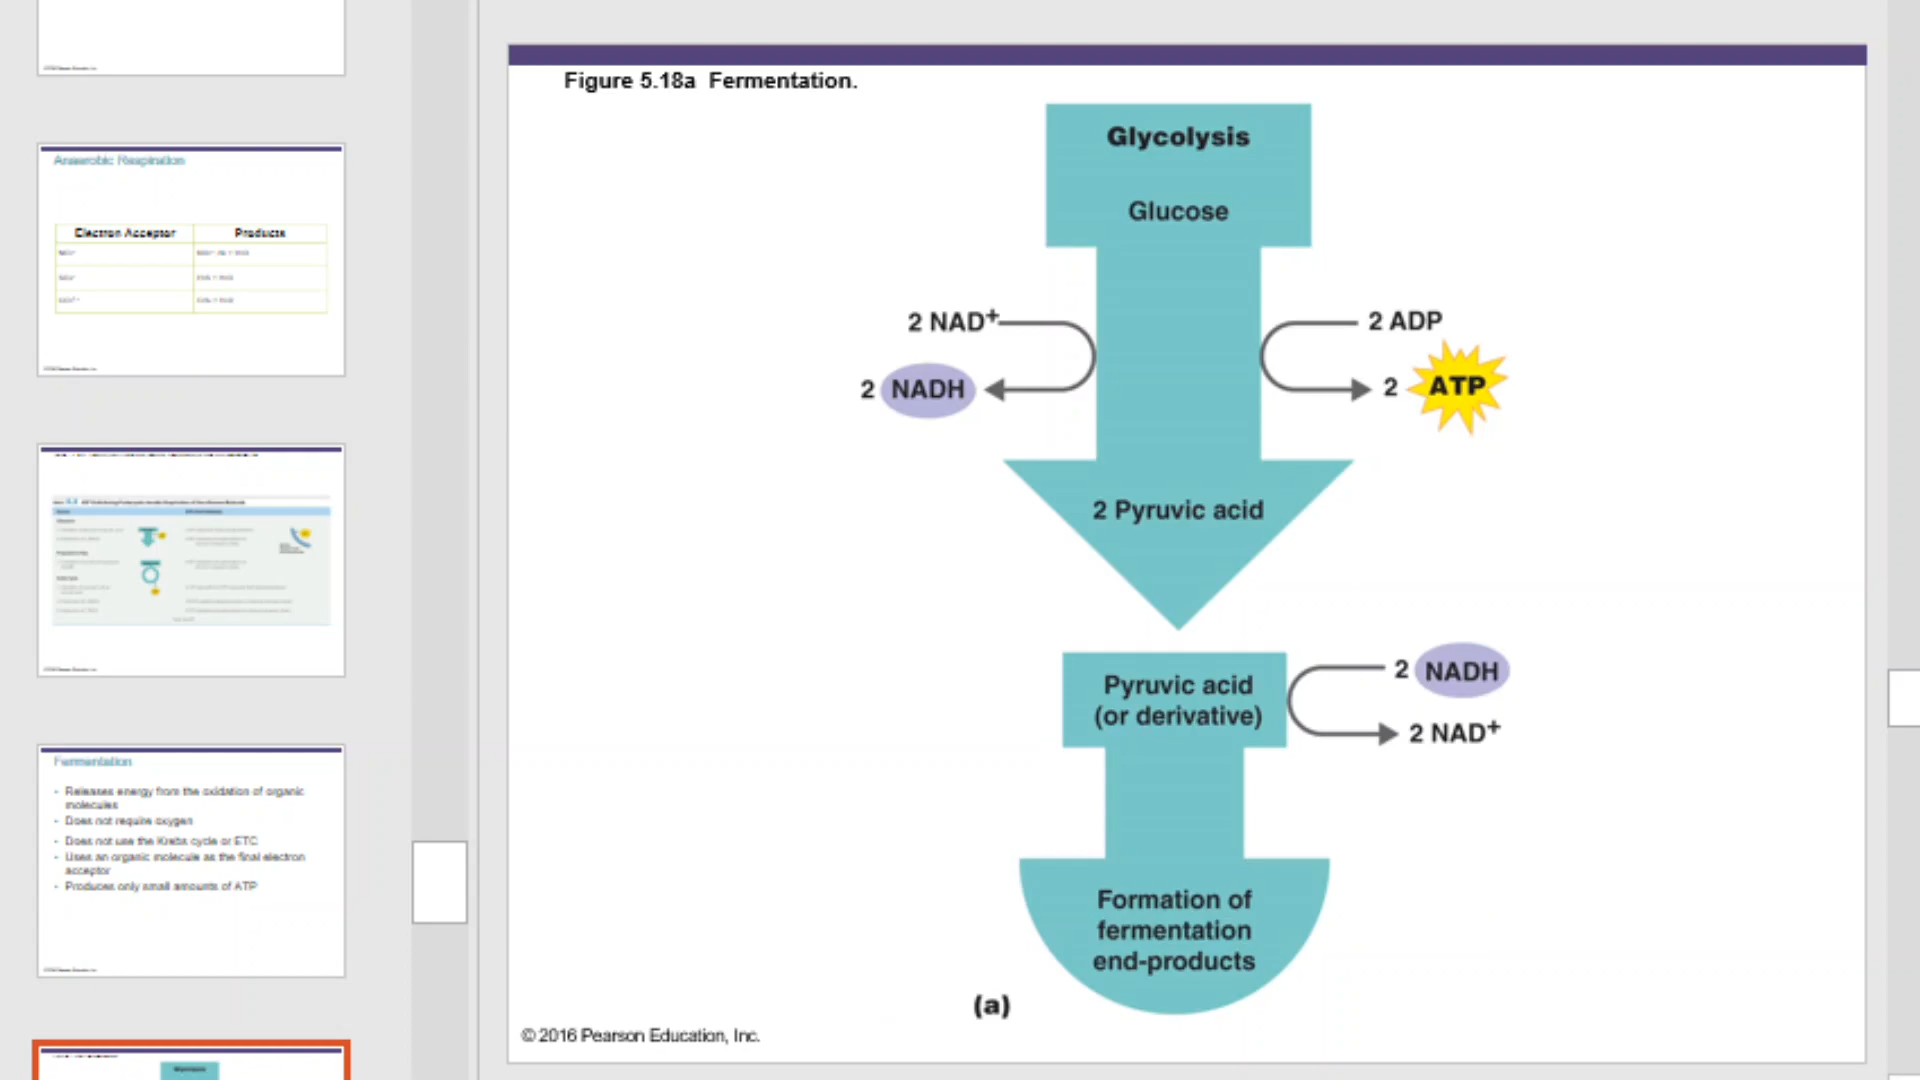 Anaerobic Respiration
Electron Acceptor Products
Fermentation
• Releases energy from the oxidation of organic
molecules
• Does not require oxygen
• Does not use the Krebs cycle or ETC
• Uses an organic molecule as the final electron
acceptor
• Produces only small amounts of ATP
Glycolysis
Figure 5.18a Fermentation.
Glycolysis
Glucose
2 NAD+
2 ADP
2 NADH
2 ATP
2 Pyruvic acid
2 NADH
Pyruvic acid
(or derivative)
2 NAD+
Formation of
fermentation
end-products
(a)
© 2016 Pearson Education, Inc.